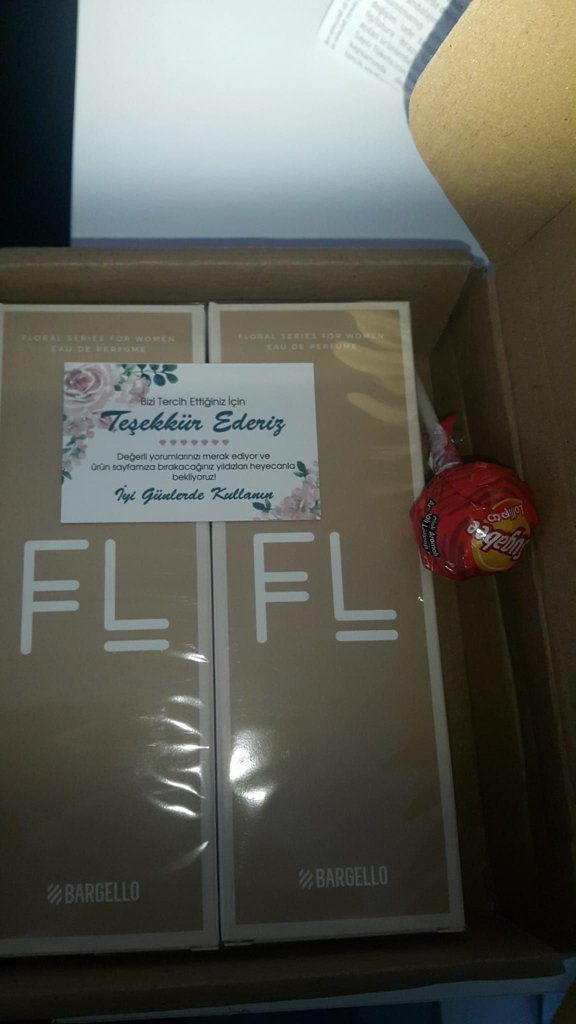 FLORAL SERIES FOR WOMEN
EAU DE PERFUME
FLORAL SERIES FOR WOMEN
EAU DE PERFUME
Bizi Tercih Ettiğiniz İçin
Teşekkür Ederiz
Değerli yorumlarınızı merak ediyor ve
ürün sayfamıza bırakacağınız yıldızları heyecanla
bekliyoruz!
İyi Günlerde Kullanın
FL
FL
BARGELLO
BARGELLO
LolliPOPS